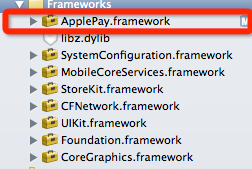 Frameworks
ApplePay.framework
libz.dylib
SystemConfiguration.framework
MobileCoreServices.framework
StoreKit.framework
CFNetwork.framework
UIKit.framework
Foundation.framework
CoreGraphics.framework